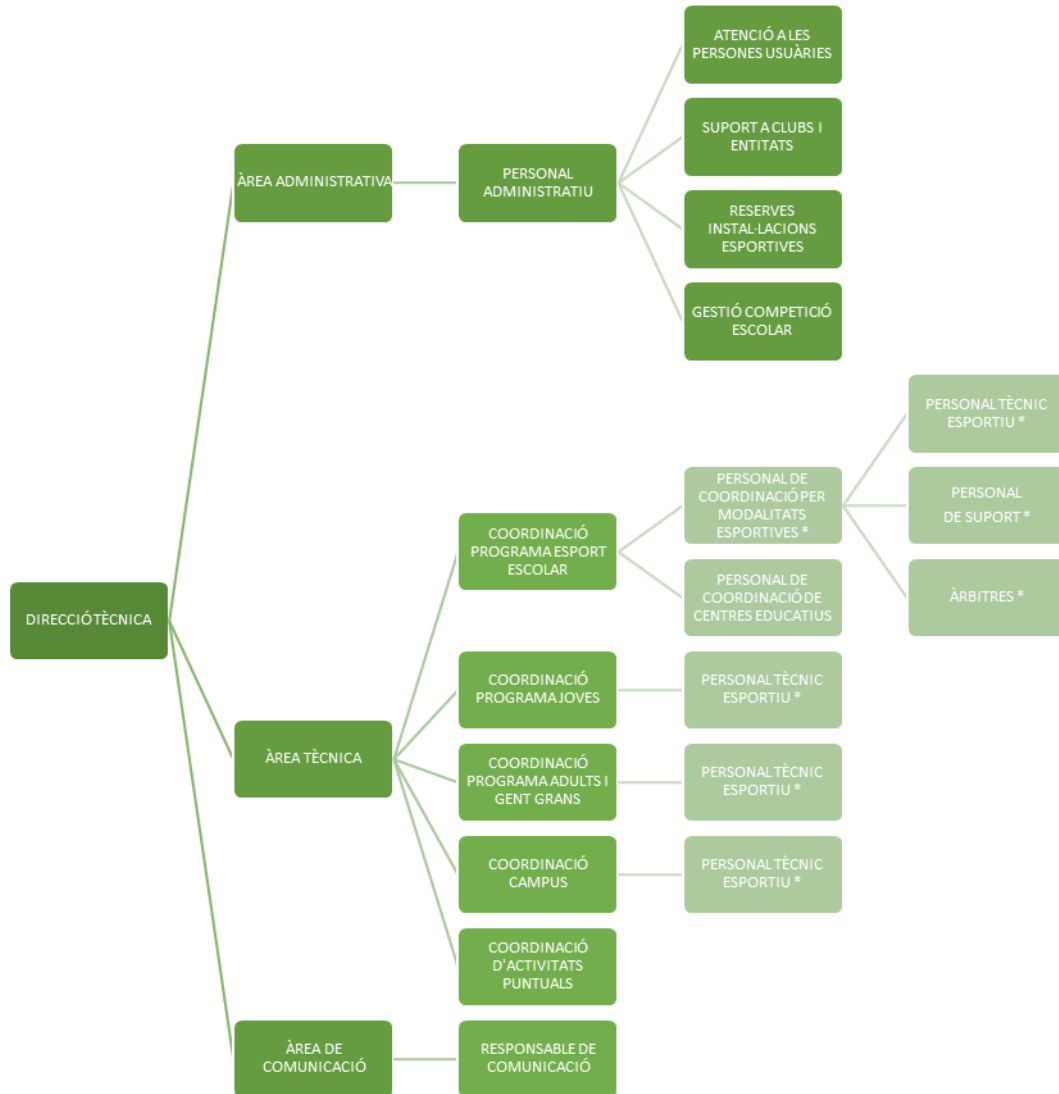 ATENCIÓ A LES
PERSONES USUÀRIES
SUPORT A CLUBS I
ENTITATS
ÀREA ADMINISTRATIVA
PERSONAL
ADMINISTRATIU
RESERVES
INSTAL·LACIONS
ESPORTIVES
GESTIÓ COMPETICIÓ
ESCOLAR
PERSONAL TÈCNIC
ESPORTIU *
PERSONAL DE
COORDINACIÓ PER
MODALITATS
ESPORTIVES *
PERSONAL
DE SUPORT *
COORDINACIÓ
PROGRAMA ESPORT
ESCOLAR
PERSONAL DE
COORDINACIÓ DE
CENTRES EDUCATIUS
ÀRBITRES *
DIRECCIÓ TÈCNICA
COORDINACIÓ
PROGRAMA JOVES
PERSONAL TÈCNIC
ESPORTIU *
ÀREA TÈCNICA
COORDINACIÓ
PROGRAMA ADULTS I
GENT GRANS
PERSONAL TÈCNIC
ESPORTIU *
COORDINACIÓ
CAMPUS
PERSONAL TÈCNIC
ESPORTIU *
COORDINACIÓ
D'ACTIVITATS
PUNTUALS
ÀREA DE
COMUNICACIÓ
RESPONSABLE DE
COMUNICACIÓ